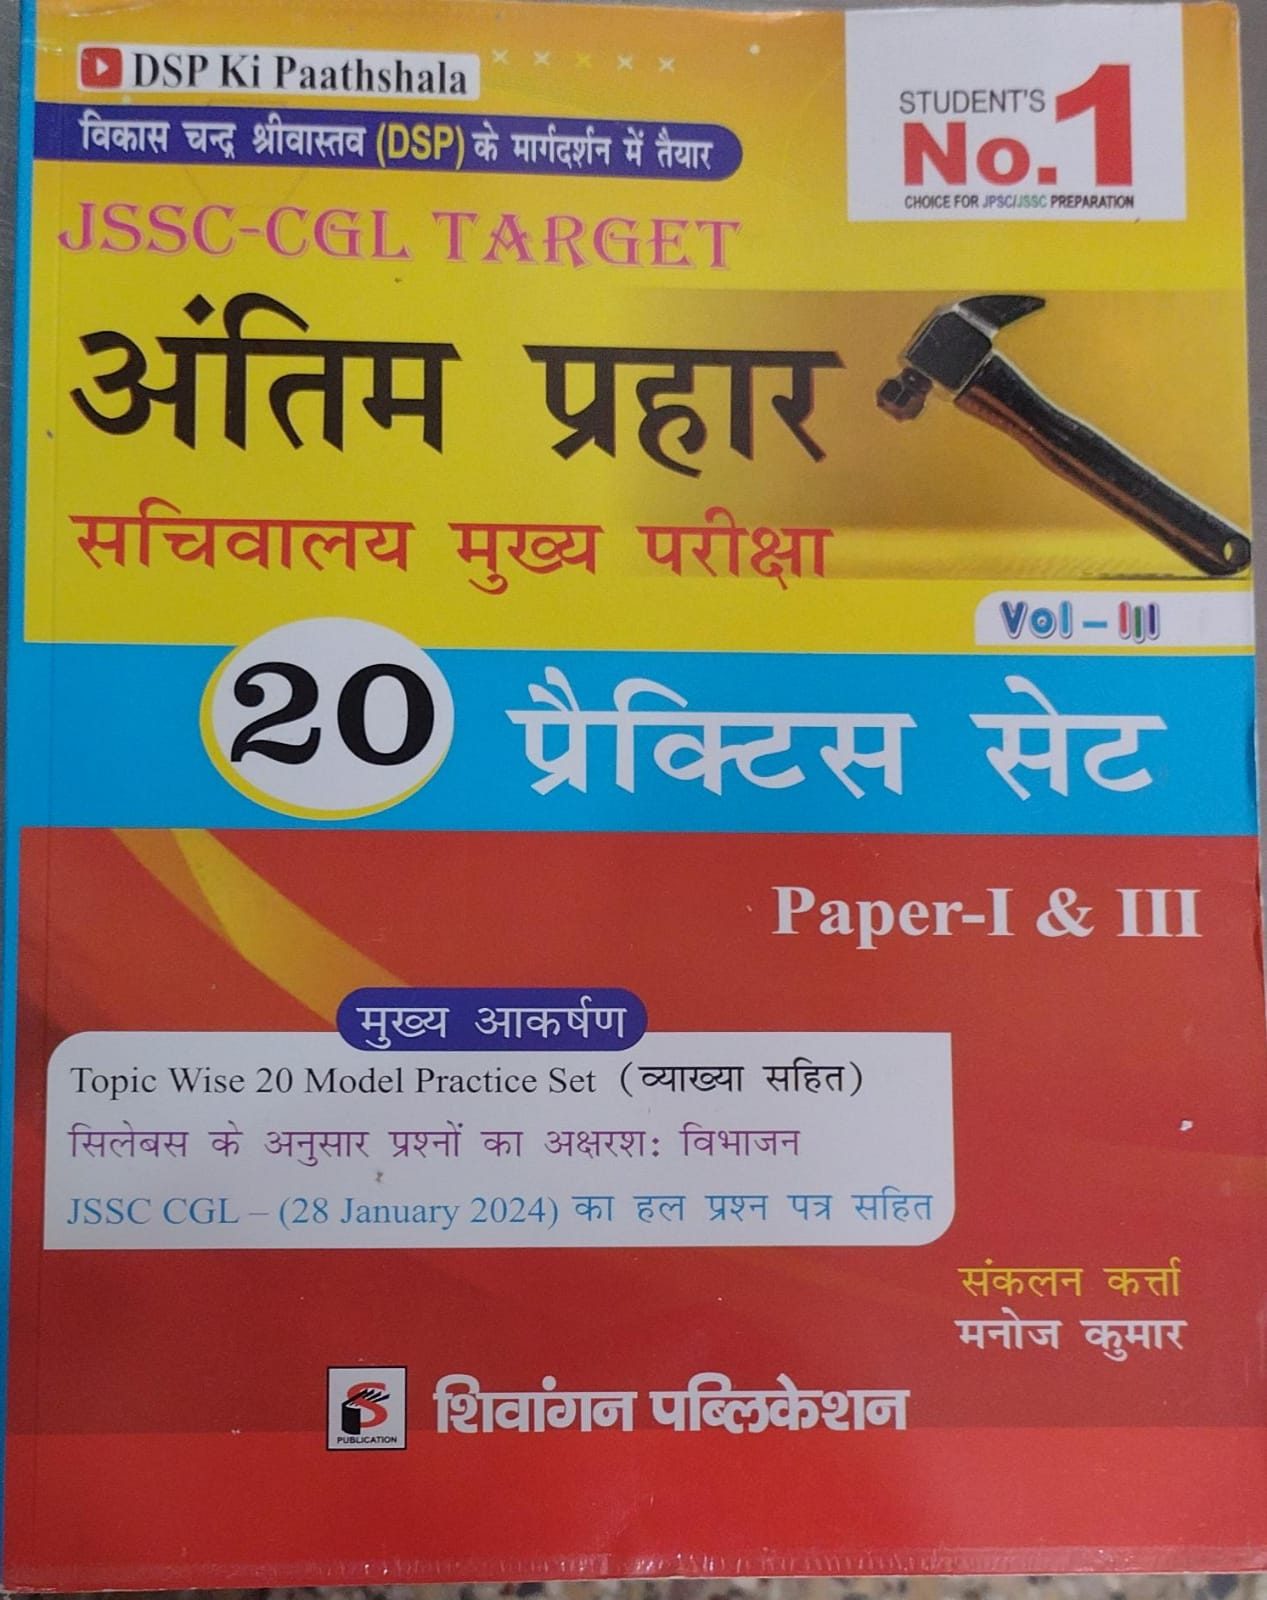 DSP Ki Paathshala
विकास चन्द्र श्रीवास्तव (DSP) के मार्गदर्शन में तैयार
STUDENT'S
No.1
CHOICE FOR JPSC/JSSC PREPARATION
JSSC-CGL TARGET
अंतिम प्रहार
सचिवालय मुख्य परीक्षा
Vol – III
20 प्रैक्टिस सेट
Paper-I & III
मुख्य आकर्षण
Topic Wise 20 Model Practice Set (व्याख्या सहित)
सिलेबस के अनुसार प्रश्नों का अक्षरशः विभाजन
JSSC CGL – (28 January 2024) का हल प्रश्न पत्र सहित
संकलन कर्त्ता
मनोज कुमार
S
PUBLICATION
शिवांगन पब्लिकेशन